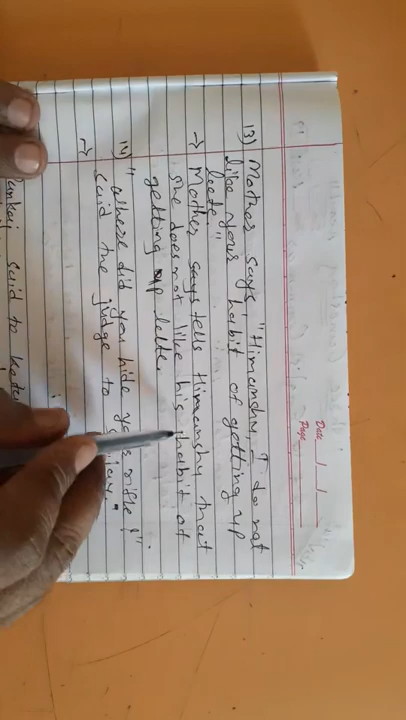 Date / /
Page
13) Mother says, "Himanshu, I do not
like your habit of getting up
late."
→ Mother says tells Himanshu that
she does not like his habit of
getting up late.
14) "Where did you hide your rifle!"
said the judge to
→
Pankaj said to